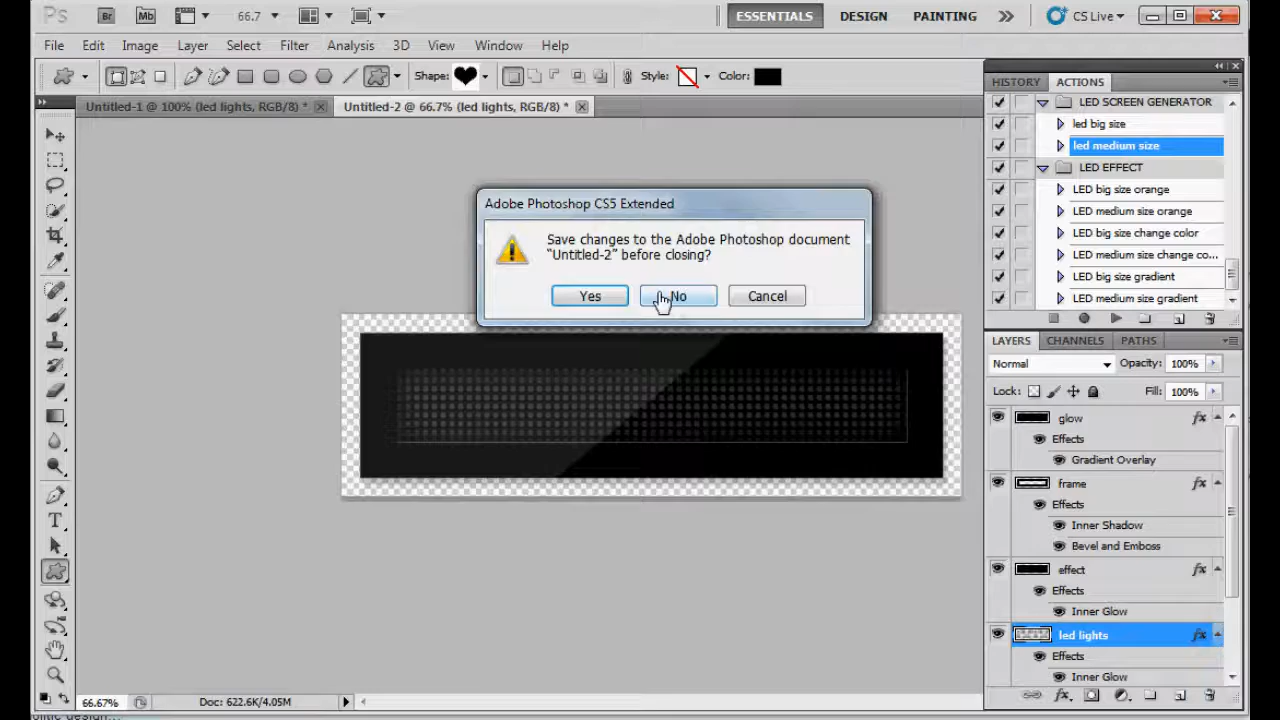 Ps Br Mb 66.7 ESSENTIALS DESIGN PAINTING CS Live
File Edit Image Layer Select Filter Analysis 3D View Window Help
Shape: Style: Color:
Untitled-1 @ 100% (led lights, RGB/8) *
Untitled-2 @ 66.7% (led lights, RGB/8) *
HISTORY ACTIONS
LED SCREEN GENERATOR
led big size
led medium size
LED EFFECT
LED big size orange
LED medium size orange
LED big size change color
LED medium size change co...
LED big size gradient
LED medium size gradient
Adobe Photoshop CS5 Extended
Save changes to the Adobe Photoshop document
“Untitled-2” before closing?
Yes No Cancel
LAYERS CHANNELS PATHS
Normal Opacity: 100%
Lock: Fill: 100%
glow fx
Effects
Gradient Overlay
frame fx
Effects
Inner Shadow
Bevel and Emboss
effect fx
Effects
Inner Glow
led lights fx
Effects
Inner Glow
66.67% Doc: 622.6K/4.05M